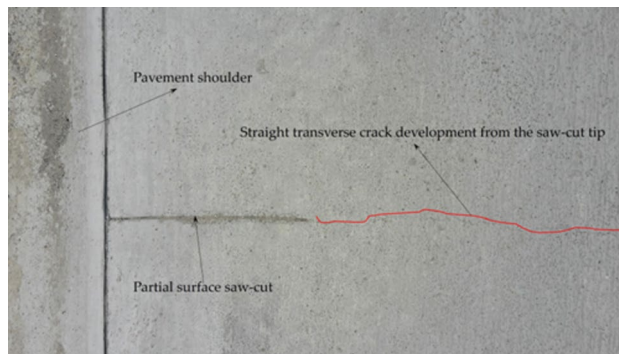 Pavement shoulder
Straight transverse crack development from the saw-cut tip
Partial surface saw-cut